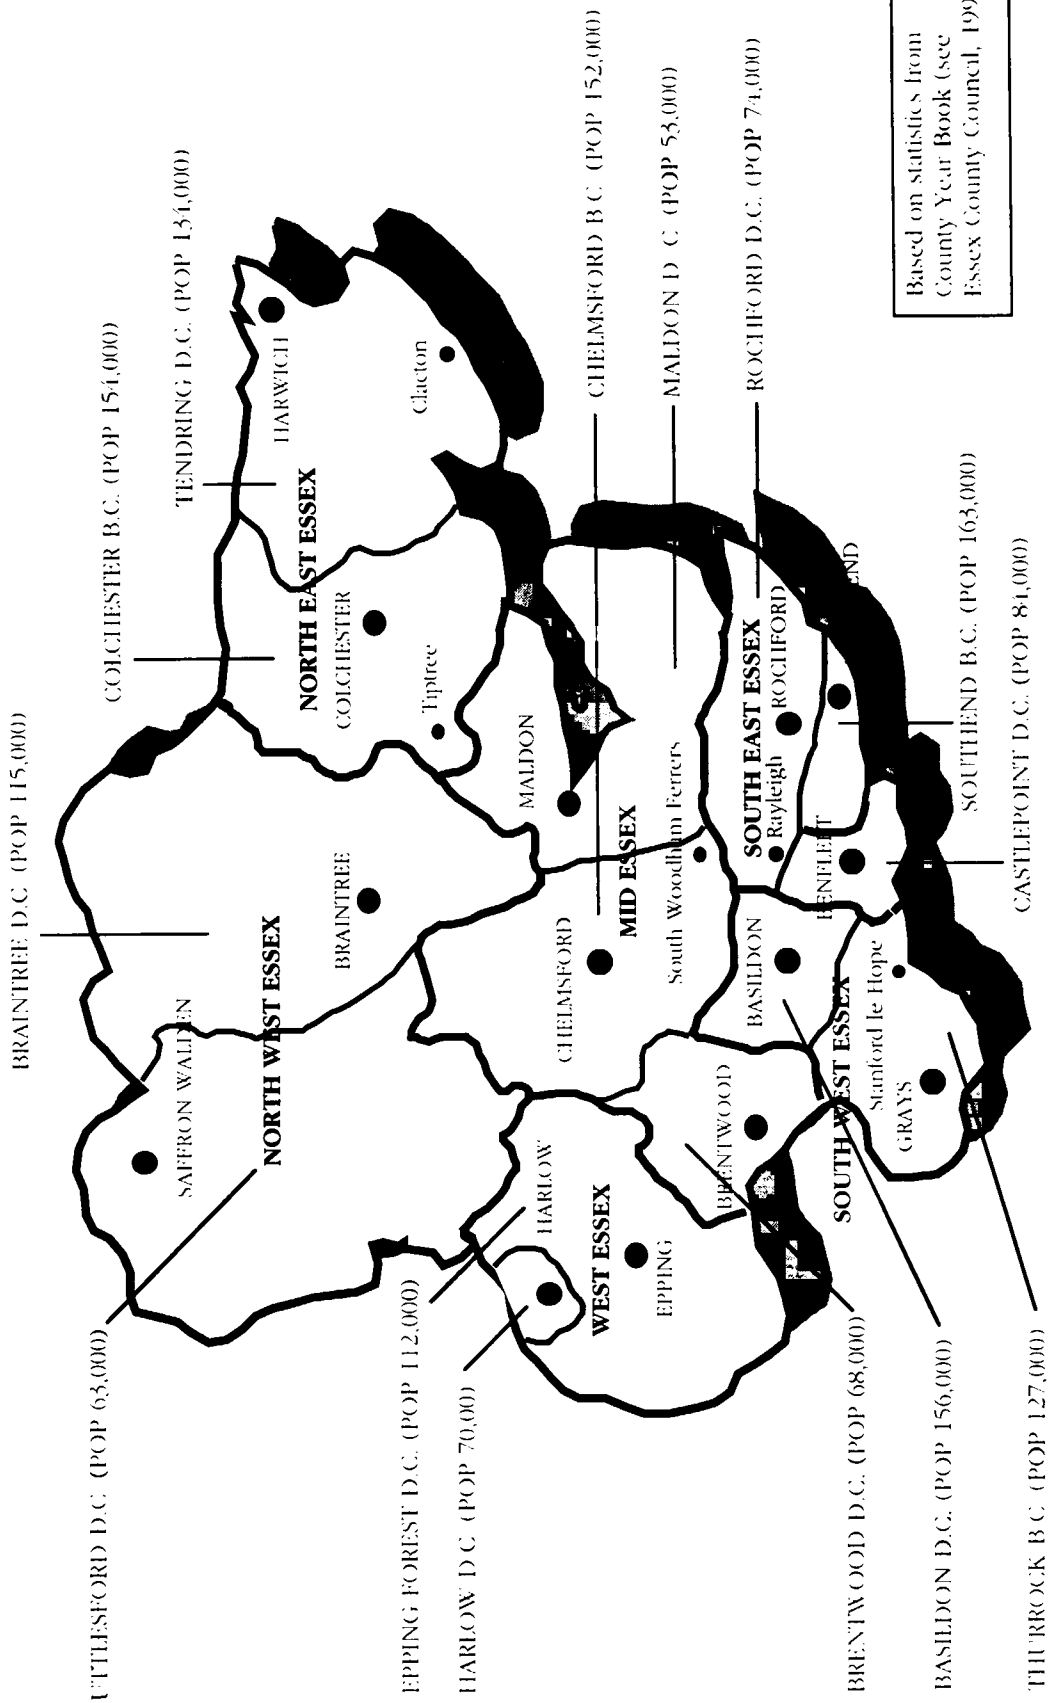 BRAINTREE D.C. (POP 115,000)
COLCHESTER B.C. (POP 154,000)
TENDRING D.C. (POP 134,000)
UTTLESFORD D.C. (POP 63,000)
SAFFRON WALDEN
NORTH WEST ESSEX
BRAINTREE
NORTH EAST ESSEX
COLCHESTER
HARWICH
Tiptree
Clacton
EPPING FOREST D.C. (POP 112,000)
HARLOW D.C. (POP 70,00)
HARLOW
WEST ESSEX
EPPING
CHELMSFORD
MID ESSEX
MALDON
South Woodham Ferrers
CHELMSFORD B.C. (POP 152,000)
MALDON D.C. (POP 53,000)
ROCHFORD D.C. (POP 74,000)
BRENTWOOD
BASILDON
SOUTH EAST ESSEX
Rayleigh
ROCHFORD
BENFLEET
END
SOUTH WEST ESSEX
Stanford le Hope
GRAYS
BRENTWOOD D.C. (POP 68,000)
BASILDON D.C. (POP 156,000)
THURROCK B.C. (POP 127,000)
SOUTHEND B.C. (POP 163,000)
CASTLEPOINT D.C. (POP 84,000)
Based on statistics from
County Year Book (see
Essex County Council, 199